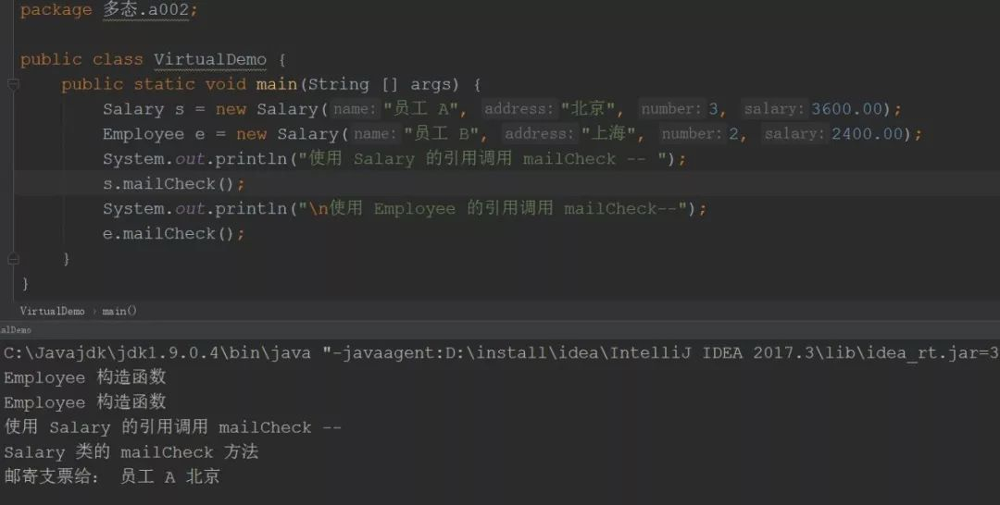 package 多态.a002;
public class VirtualDemo {
public static void main(String [] args) {
Salary s = new Salary( name: "员工 A", address: "北京", number: 3, salary: 3600.00);
Employee e = new Salary( name: "员工 B", address: "上海", number: 2, salary: 2400.00);
System.out.println("使用 Salary 的引用调用 mailCheck -- ");
s.mailCheck();
System.out.println("\n使用 Employee 的引用调用 mailCheck--");
e.mailCheck();
}
}
VirtualDemo › main()
ualDemo
C:\Javajdk\jdk1.9.0.4\bin\java "-javaagent:D:\install\idea\IntelliJ IDEA 2017.3\lib\idea_rt.jar=3
Employee 构造函数
Employee 构造函数
使用 Salary 的引用调用 mailCheck --
Salary 类的 mailCheck 方法
邮寄支票给： 员工 A 北京